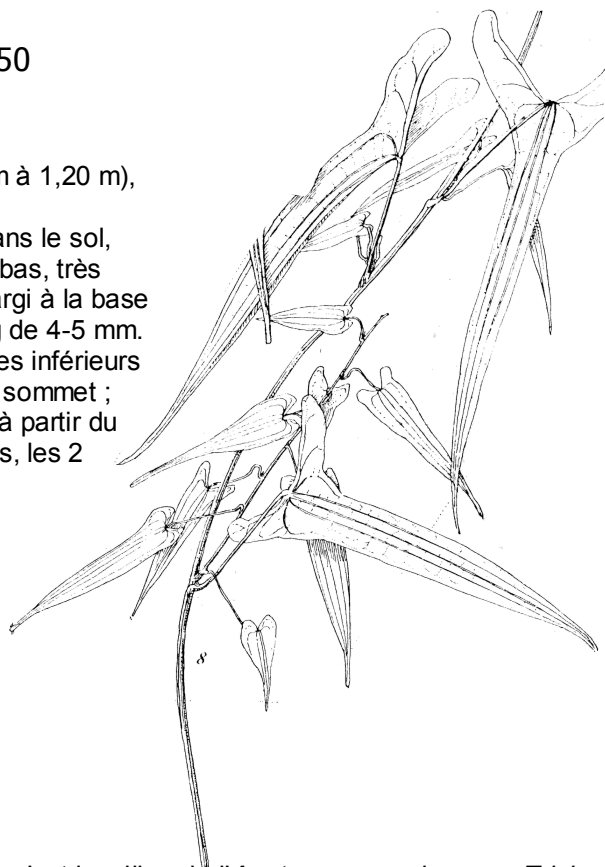 50
m à 1,20 m),
ans le sol,
bas, très
argi à la base
g de 4-5 mm.
es inférieurs
sommet ;
à partir du
s, les 2
8